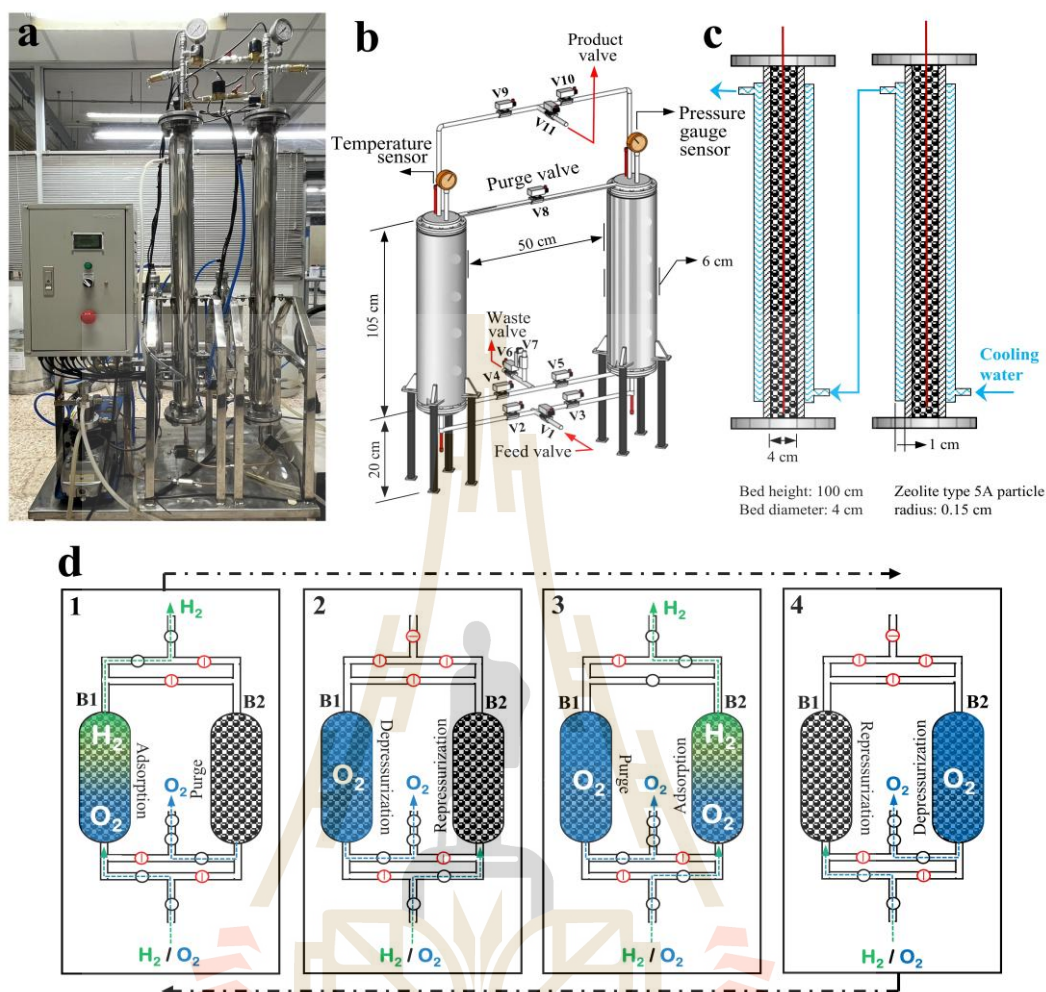 a
b
c
Product
valve
V9
V10
V11
Temperature
sensor
Pressure
gauge
sensor
Purge valve
V8
50 cm
6 cm
105 cm
Waste
valve
V7
V6
V5
V4
V3
V2
V1
Feed valve
20 cm
Cooling
water
4 cm
1 cm
Bed height: 100 cm
Bed diameter: 4 cm
Zeolite type 5A particle
radius: 0.15 cm
d
1
H₂
B1
B2
H₂
O₂
Adsorption
Purge
O₂
H₂ / O₂
2
B1
B2
O₂
Depressurization
Repressurization
O₂
H₂ / O₂
3
H₂
B1
B2
O₂
Purge
Adsorption
H₂
O₂
O₂
H₂ / O₂
4
B1
B2
Repressurization
Depressurization
O₂
O₂
H₂ / O₂